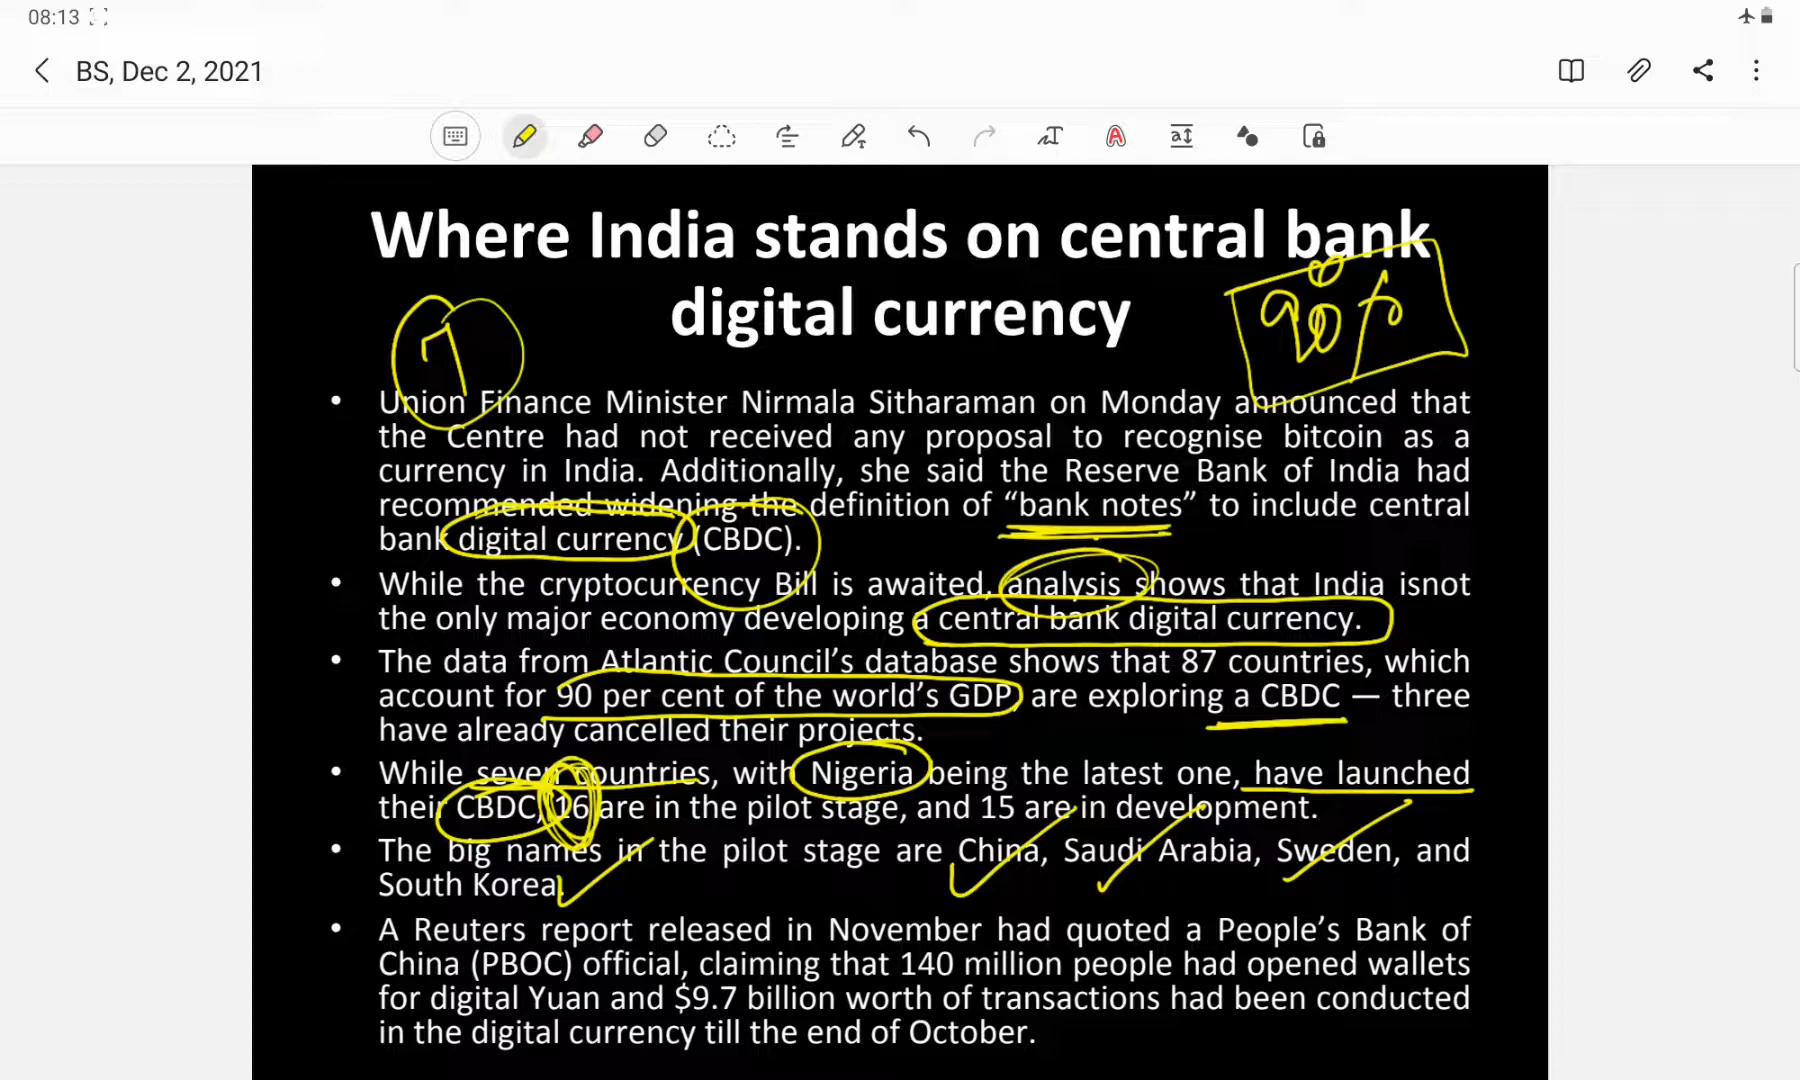 08:13
BS, Dec 2, 2021
Where India stands on central bank
digital currency
90%
7
• Union Finance Minister Nirmala Sitharaman on Monday announced that
the Centre had not received any proposal to recognise bitcoin as a
currency in India. Additionally, she said the Reserve Bank of India had
recommended widening the definition of “bank notes” to include central
bank digital currency (CBDC).
• While the cryptocurrency Bill is awaited, analysis shows that India isnot
the only major economy developing a central bank digital currency.
• The data from Atlantic Council’s database shows that 87 countries, which
account for 90 per cent of the world’s GDP, are exploring a CBDC — three
have already cancelled their projects.
• While seven countries, with Nigeria being the latest one, have launched
their CBDC, 16 are in the pilot stage, and 15 are in development.
• The big names in the pilot stage are China, Saudi Arabia, Sweden, and
South Korea.
• A Reuters report released in November had quoted a People’s Bank of
China (PBOC) official, claiming that 140 million people had opened wallets
for digital Yuan and $9.7 billion worth of transactions had been conducted
in the digital currency till the end of October.